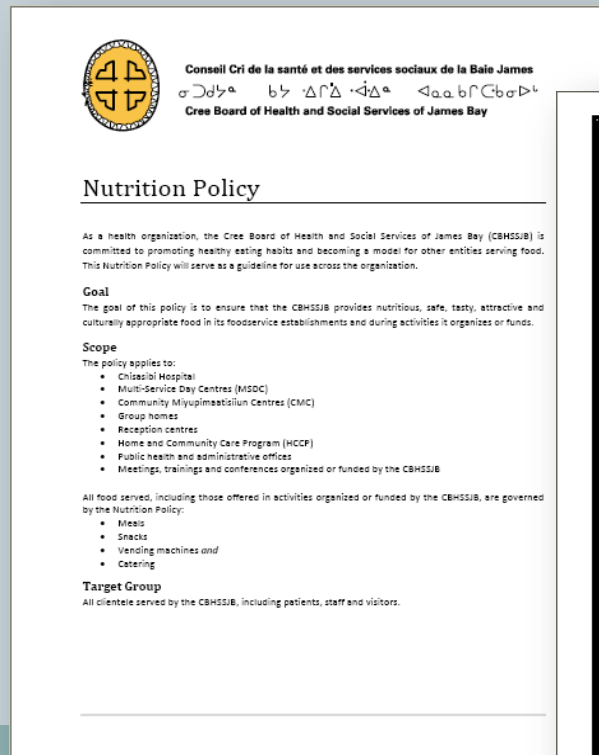 Conseil Cri de la santé et des services sociaux de la Baie James
ᓂᑐᑯᔨᓐ ᑲᔾ ᐧᐃᒌᐧᐃ ᐧᐋᐃᓐ ᐊᓇᓇᑲᒋᑕᑲᓂᐅᒡ
Cree Board of Health and Social Services of James Bay
Nutrition Policy
As a health organization, the Cree Board of Health and Social Services of James Bay (CBHSSJB) is
committed to promoting healthy eating habits and becoming a model for other entities serving food.
This Nutrition Policy will serve as a guideline for use across the organization.
Goal
The goal of this policy is to ensure that the CBHSSJB provides nutritious, safe, tasty, attractive and
culturally appropriate food in its foodservice establishments and during activities it organizes or funds.
Scope
The policy applies to:
• Chisasibi Hospital
• Multi-Service Day Centres (MSDC)
• Community Miyupimaatisiiun Centres (CMC)
• Group homes
• Reception centres
• Home and Community Care Program (HCCP)
• Public health and administrative offices
• Meetings, trainings and conferences organized or funded by the CBHSSJB
All food served, including those offered in activities organized or funded by the CBHSSJB, are governed
by the Nutrition Policy:
• Meals
• Snacks
• Vending machines and
• Catering
Target Group
All clientele served by the CBHSSJB, including patients, staff and visitors.